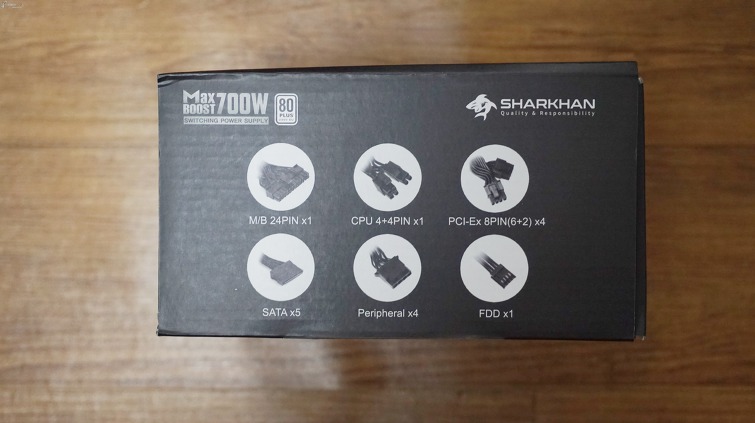 Max BOOST 700W
SWITCHING POWER SUPPLY
80
PLUS
SHARKHAN
Quality & Responsibility
M/B 24PIN x1
CPU 4+4PIN x1
PCI-Ex 8PIN(6+2) x4
SATA x5
Peripheral x4
FDD x1